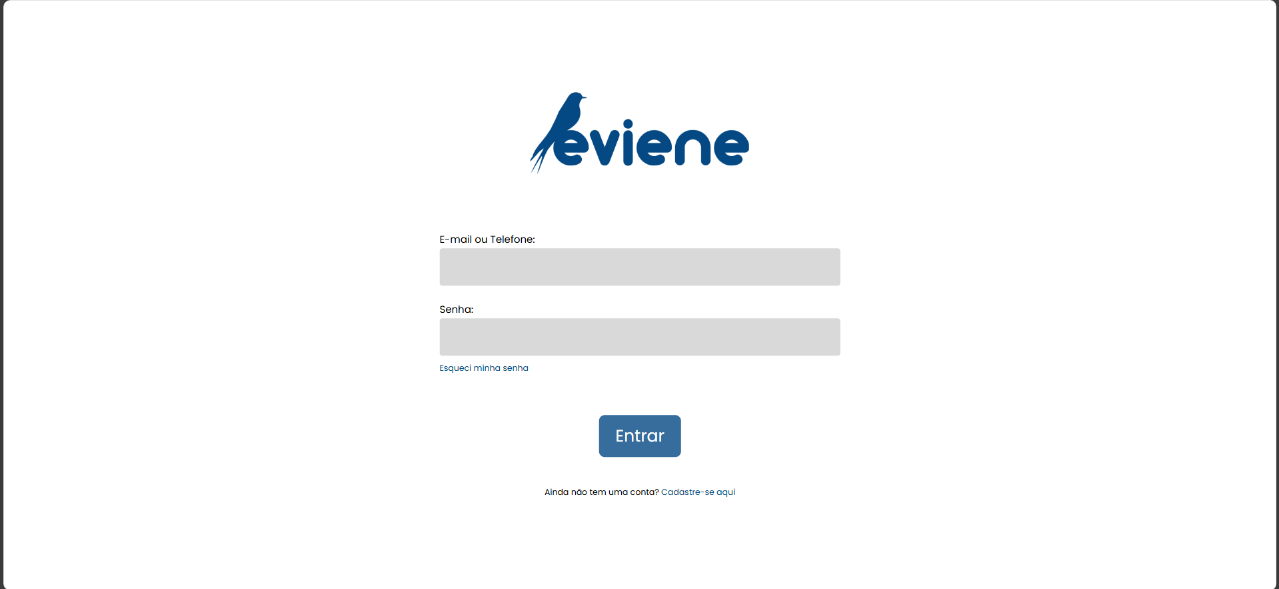 eviene
E-mail ou Telefone:
Senha:
Esqueci minha senha
Entrar
Ainda não tem uma conta? Cadastre-se aqui